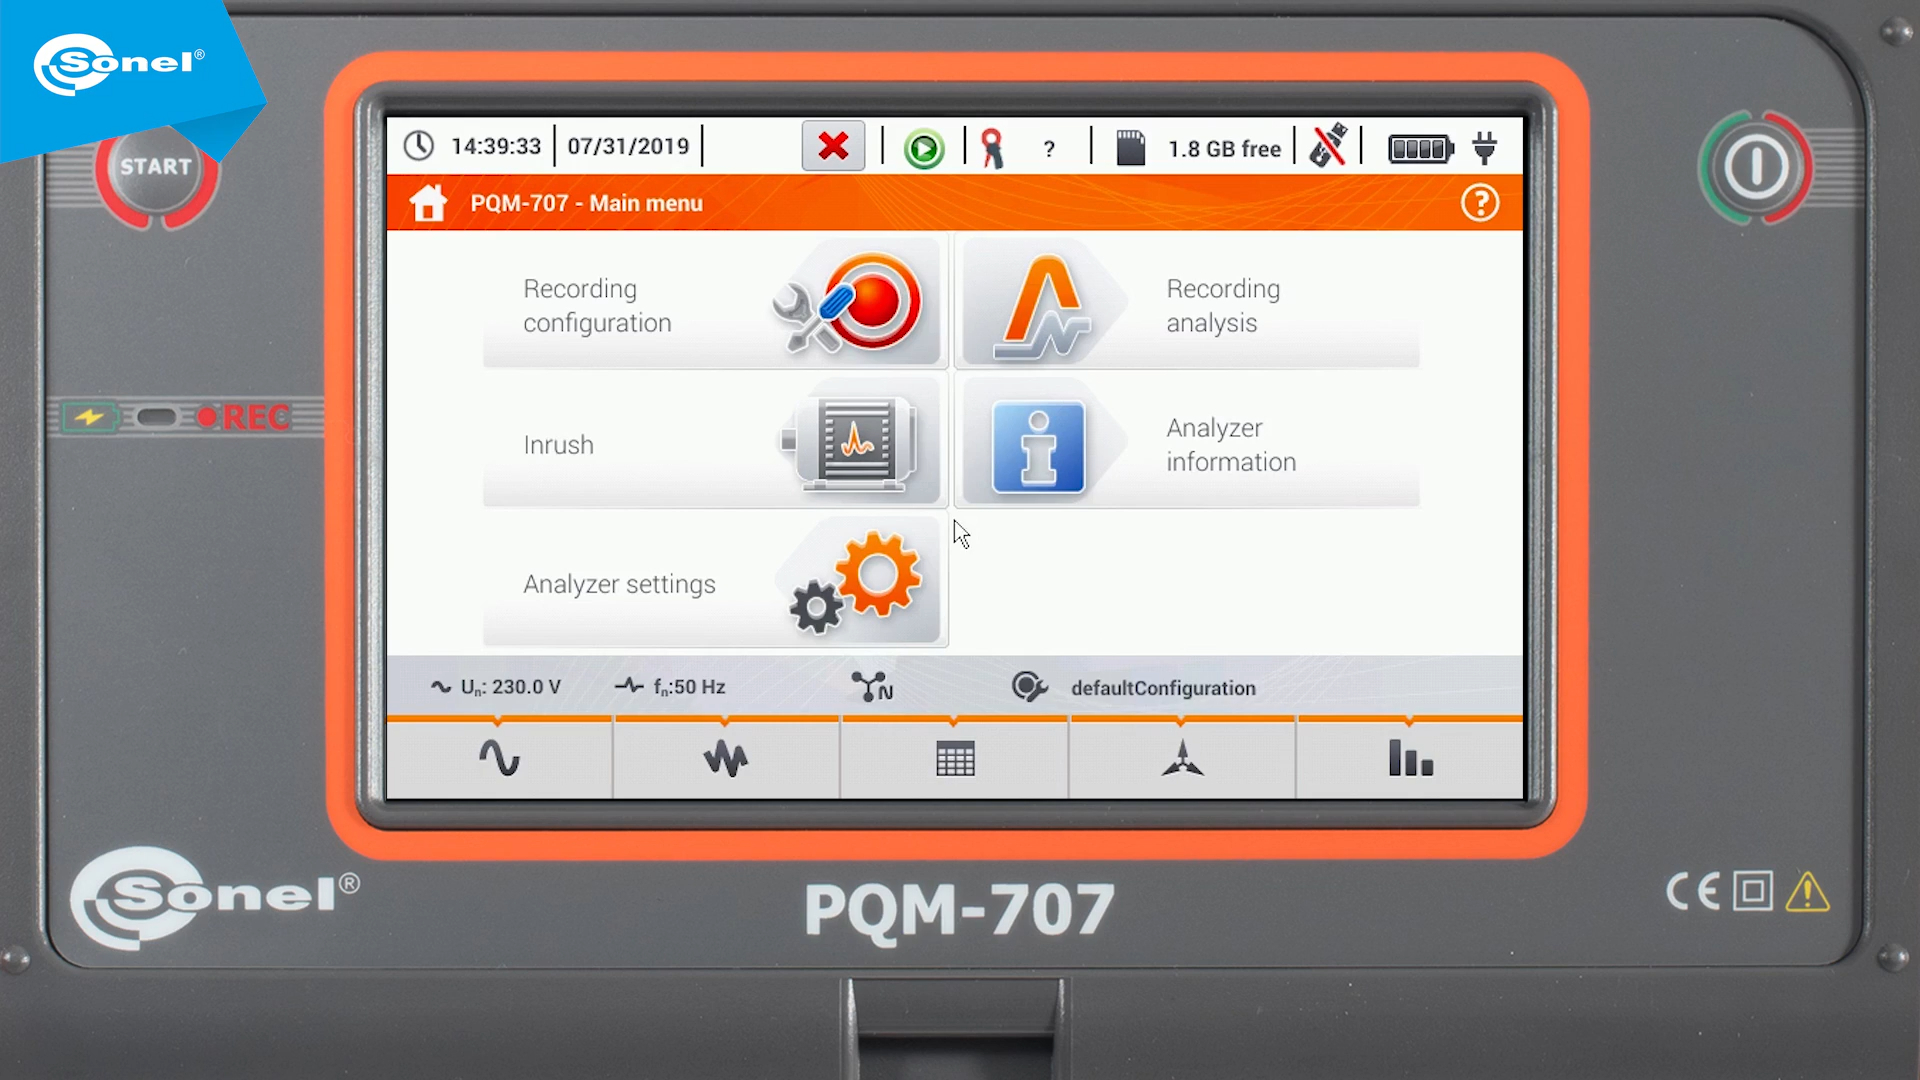 Sonel®
START
14:39:33
07/31/2019
?
1.8 GB free
PQM-707 - Main menu
?
Recording
configuration
Recording
analysis
Inrush
Analyzer
information
Analyzer settings
Un: 230.0 V
fn:50 Hz
N
defaultConfiguration
REC
Sonel®
PQM-707
CE